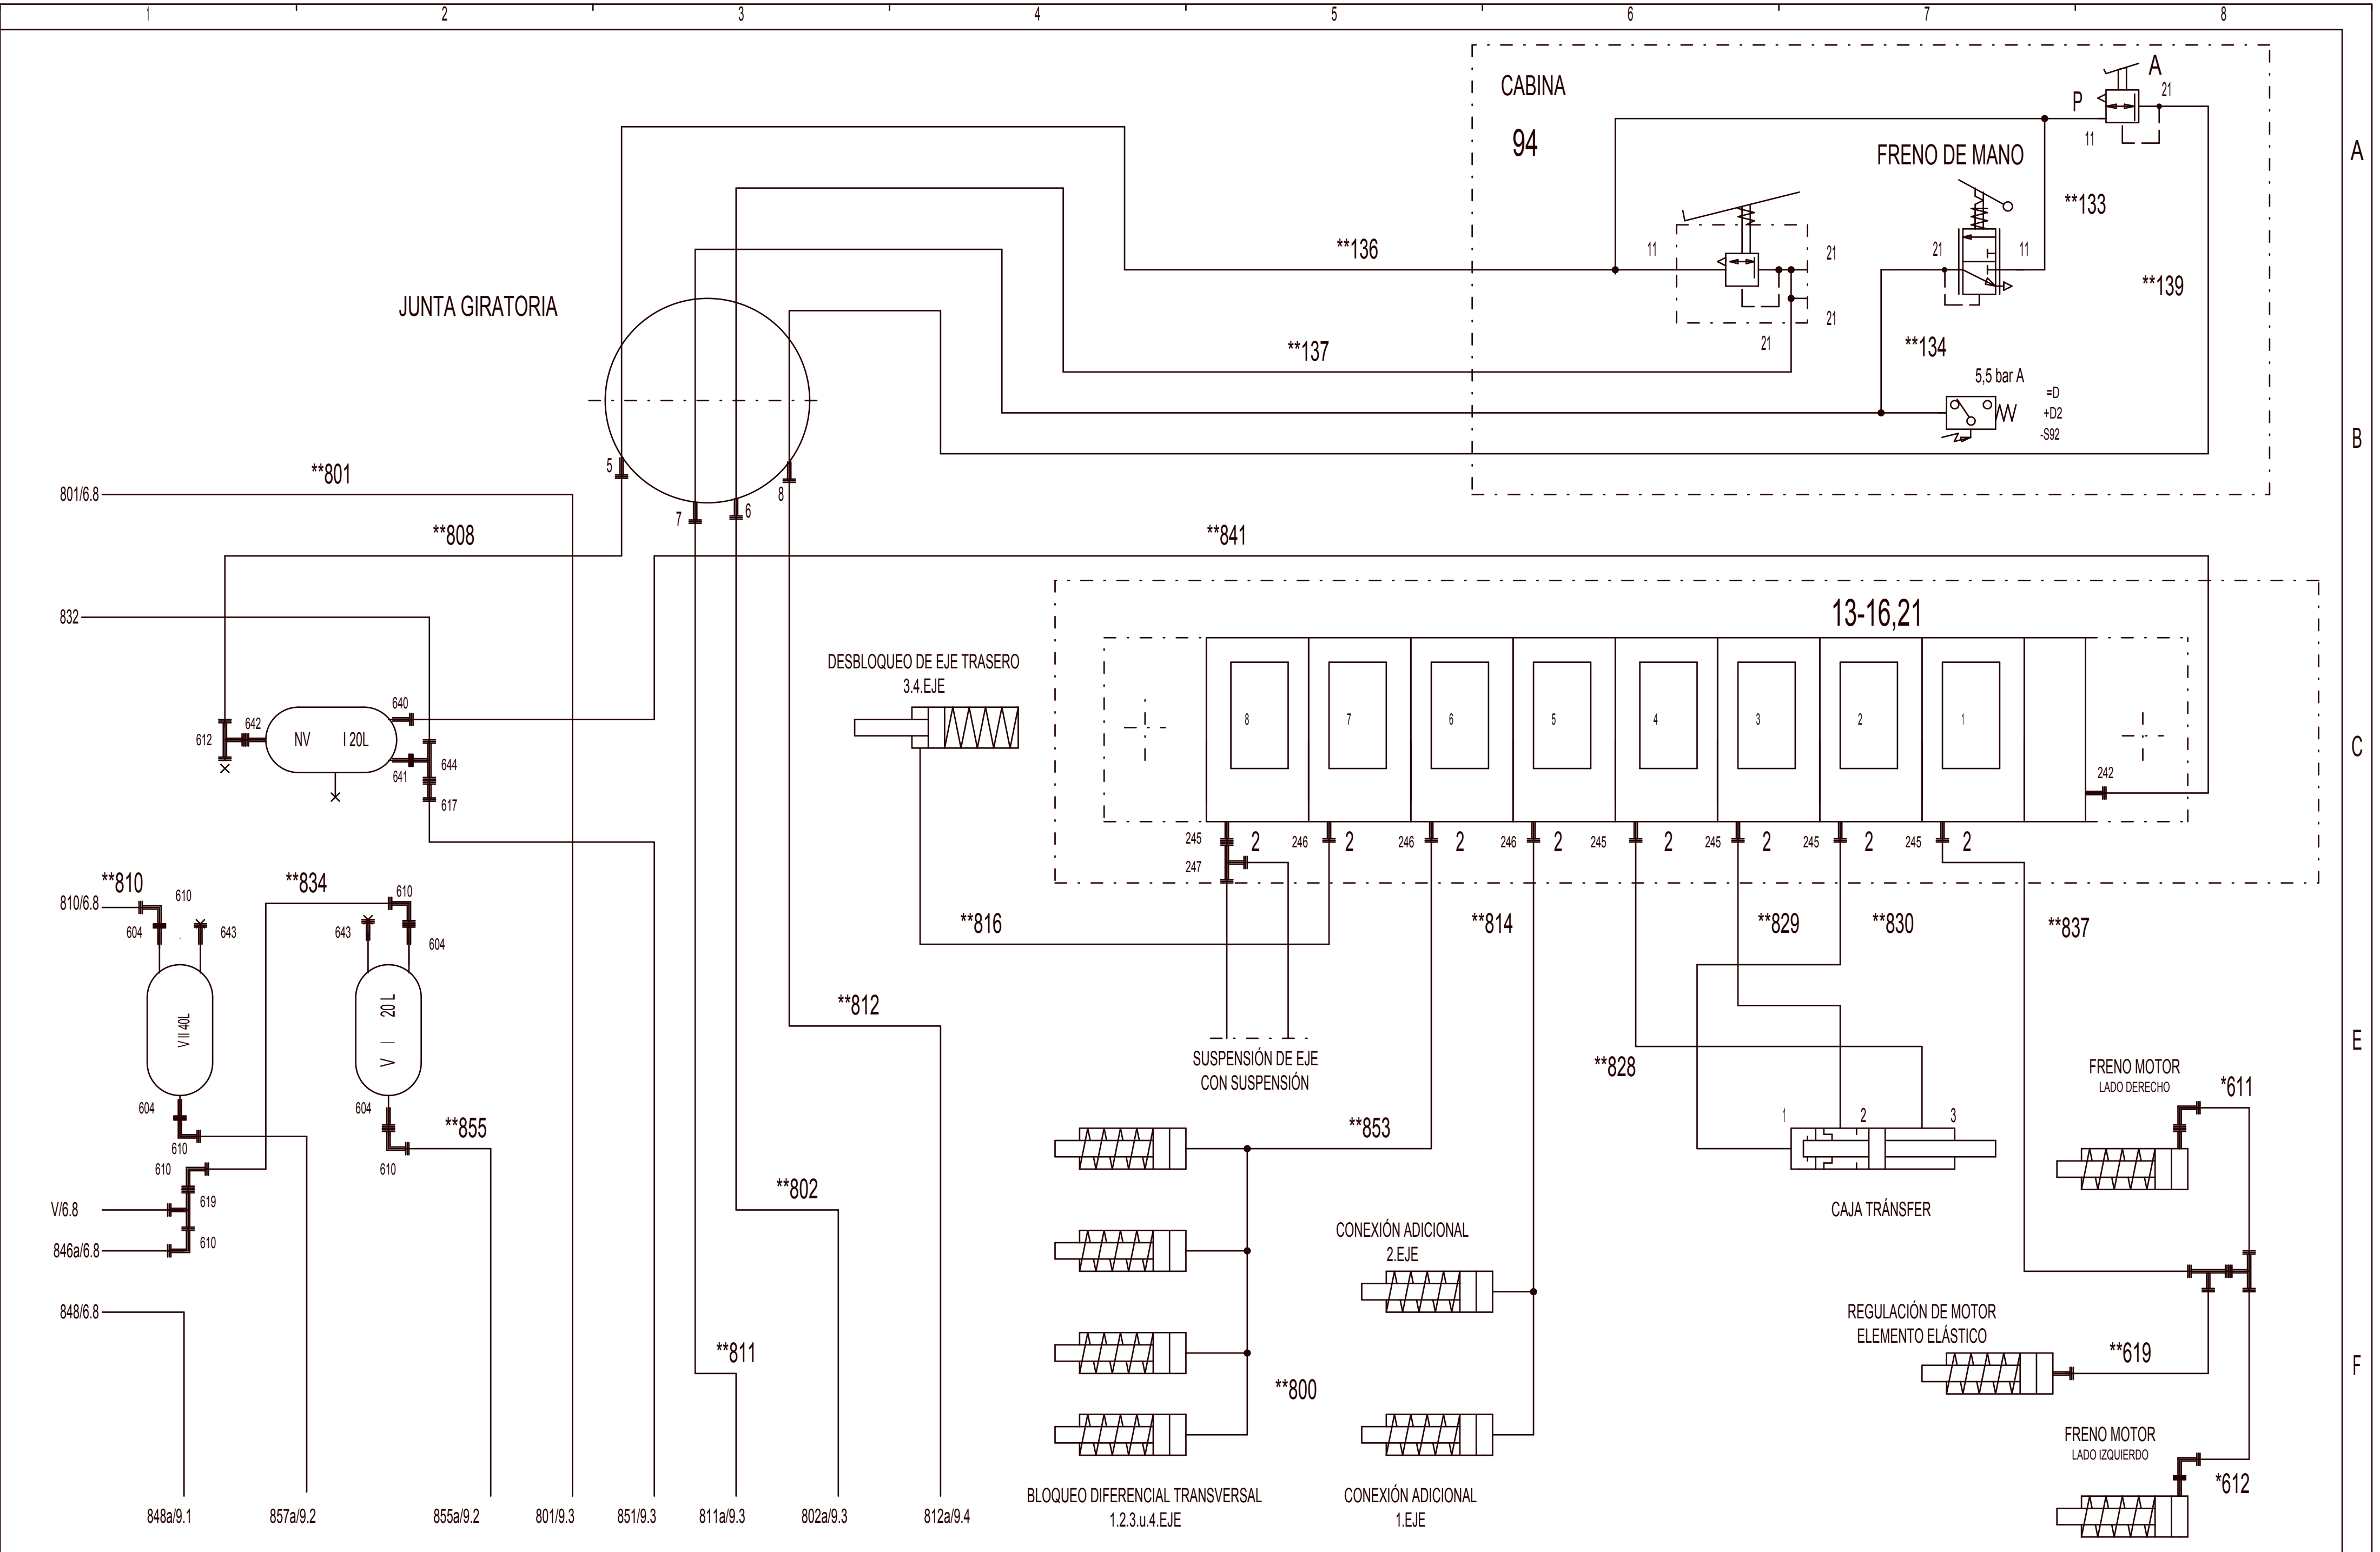 1 2 3 4 5 6 7 8
CABINA
94
P
A
21
11
A
FRENO DE MANO
**133
**136
11
21
21
11
21
21
**139
JUNTA GIRATORIA
**137
**134
5,5 bar A
=D
+D2
-S92
B
5
7
6
8
801/6.8
**801
**808
**841
832
13-16,21
DESBLOQUEO DE EJE TRASERO
3.4.EJE
612
642
NV I 20L
640
641
644
617
8 7 6 5 4 3 2 1
C
242
245 2
246 2
246 2
246 2
245 2
245 2
245 2
245 2
247
**810
610
**834
610
810/6.8
604
643
643
604
**816
**814
**829
**830
**837
V II 40L
V I 20 L
**812
SUSPENSIÓN DE EJE
CON SUSPENSIÓN
**828
E
FRENO MOTOR
LADO DERECHO
*611
604
610
604
610
**855
**853
1
2
3
610
V/6.8
619
846a/6.8
610
**802
CAJA TRÁNSFER
CONEXIÓN ADICIONAL
2.EJE
848/6.8
REGULACIÓN DE MOTOR
ELEMENTO ELÁSTICO
**811
**619
F
**800
FRENO MOTOR
LADO IZQUIERDO
*612
BLOQUEO DIFERENCIAL TRANSVERSAL
1.2.3.u.4.EJE
CONEXIÓN ADICIONAL
1.EJE
848a/9.1
857a/9.2
855a/9.2
801/9.3
851/9.3
811a/9.3
802a/9.3
812a/9.4